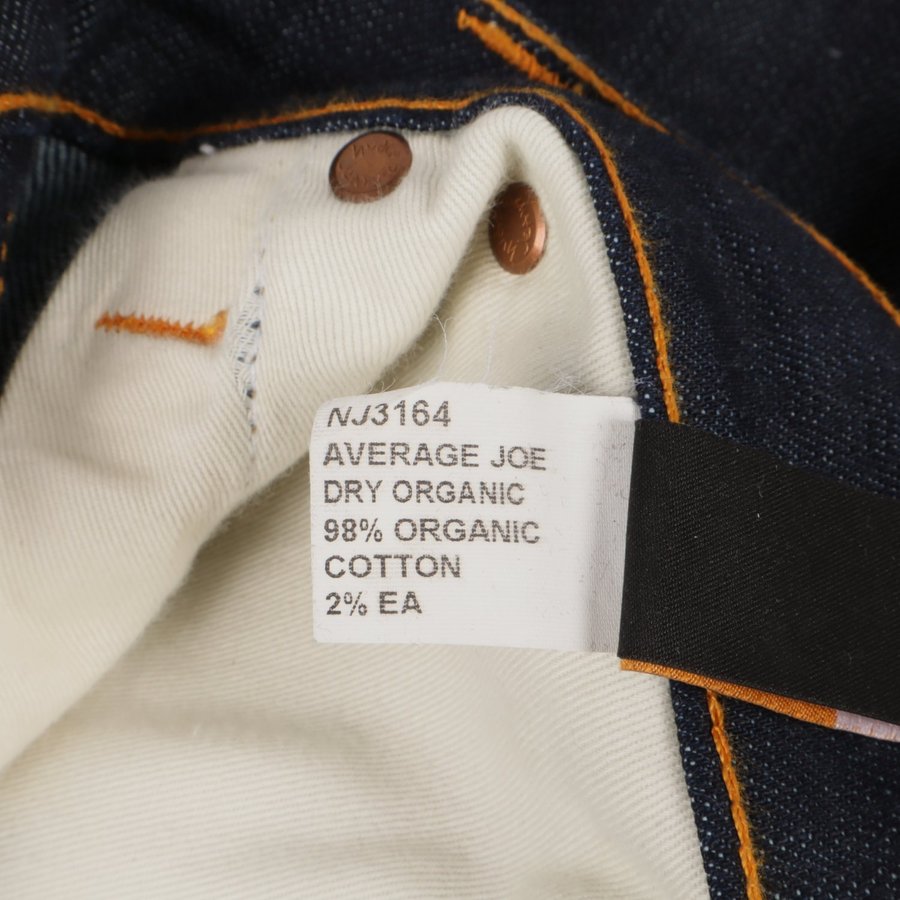 NJ3164
AVERAGE JOE
DRY ORGANIC
98% ORGANIC
COTTON
2% EA